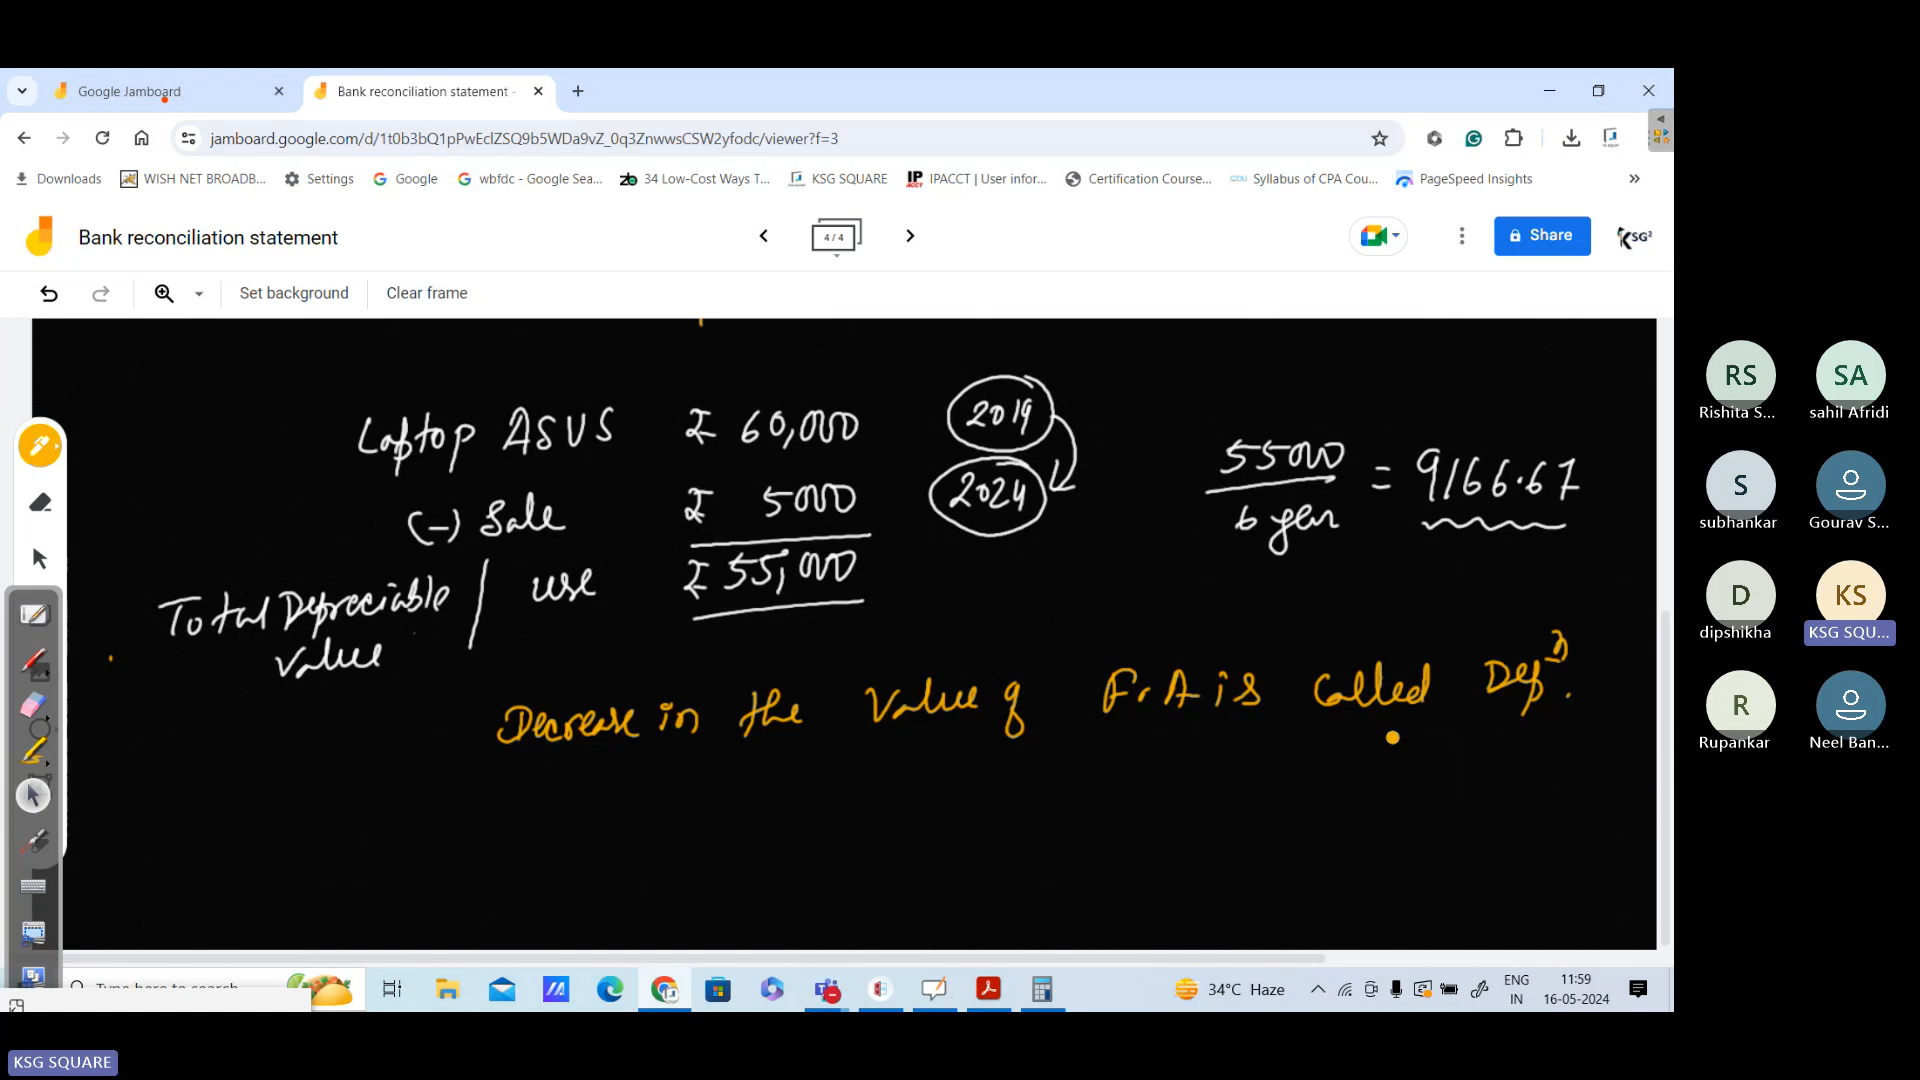 Google Jamboard
Bank reconciliation statement -
jamboard.google.com/d/1t0b3bQ1pPwEclZSQ9b5WDa9vZ_0q3ZnwwsCSW2yfodc/viewer?f=3
Downloads WISH NET BROADB... Settings Google wbfdc - Google Sea... 34 Low-Cost Ways T... KSG SQUARE IPACCT | User infor... Certification Course... Syllabus of CPA Cou... PageSpeed Insights
Bank reconciliation statement 4 / 4 Share KSG²
Set background Clear frame
Laptop ASUS ₹ 60,000 2019
(-) Sale ₹ 5000 2024
Total Depreciable / use ₹ 55,000
Value
55000 = 9166.67
6 year
Decrease in the Value of F.A is Called Depn.
RS SA
Rishita S... sahil Afridi
S
subhankar Gourav S...
D KS
dipshikha KSG SQU...
R
Rupankar Neel Ban...
Type here to search 34°C Haze ENG 11:59
IN 16-05-2024
KSG SQUARE